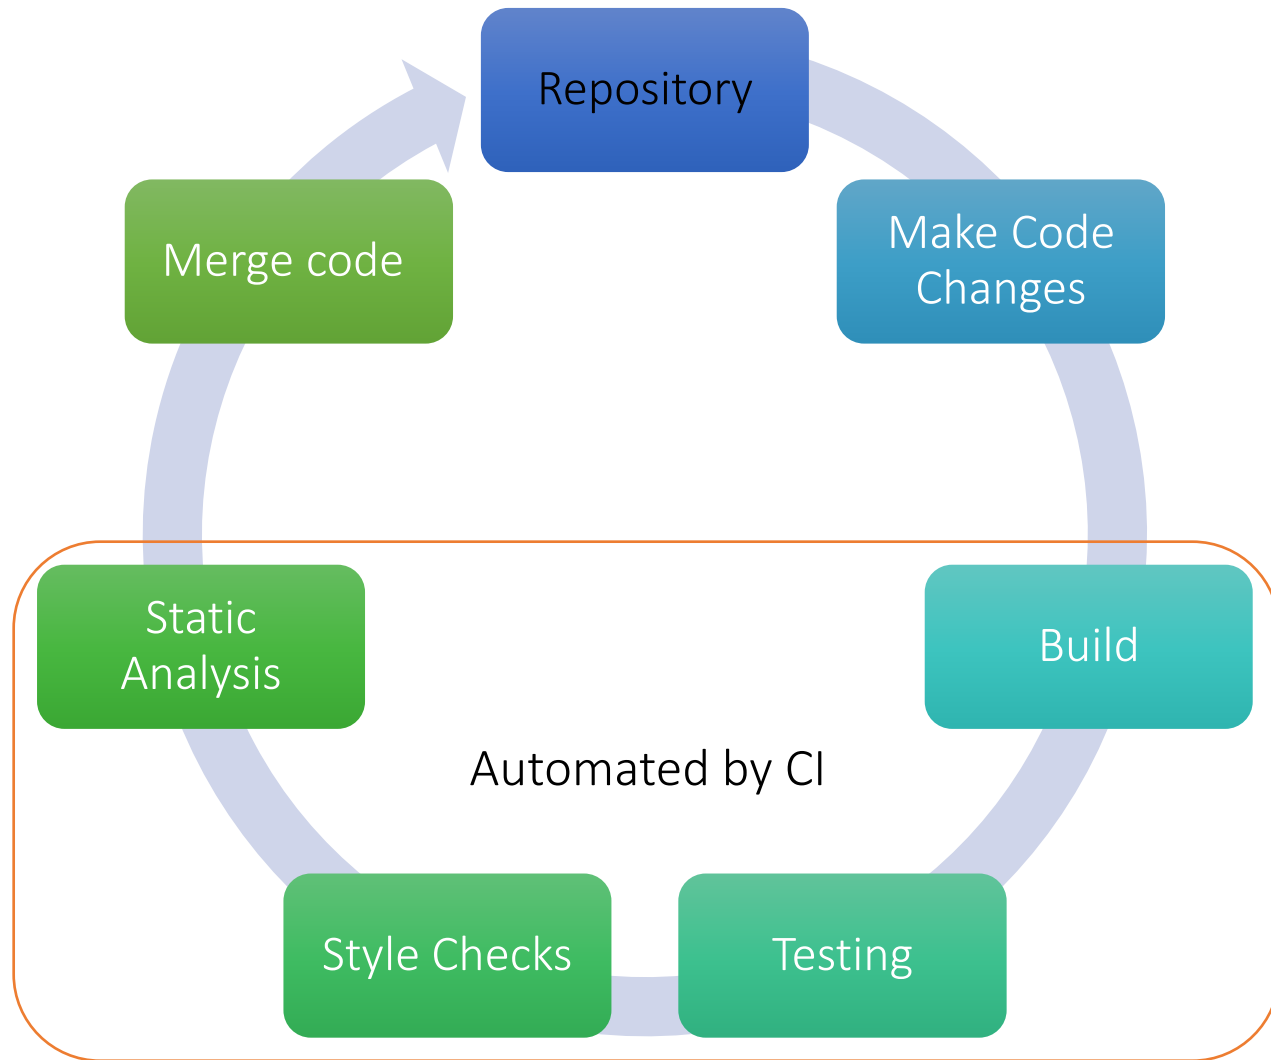 Repository
Make Code
Changes
Build
Testing
Style Checks
Static
Analysis
Merge code
Automated by CI